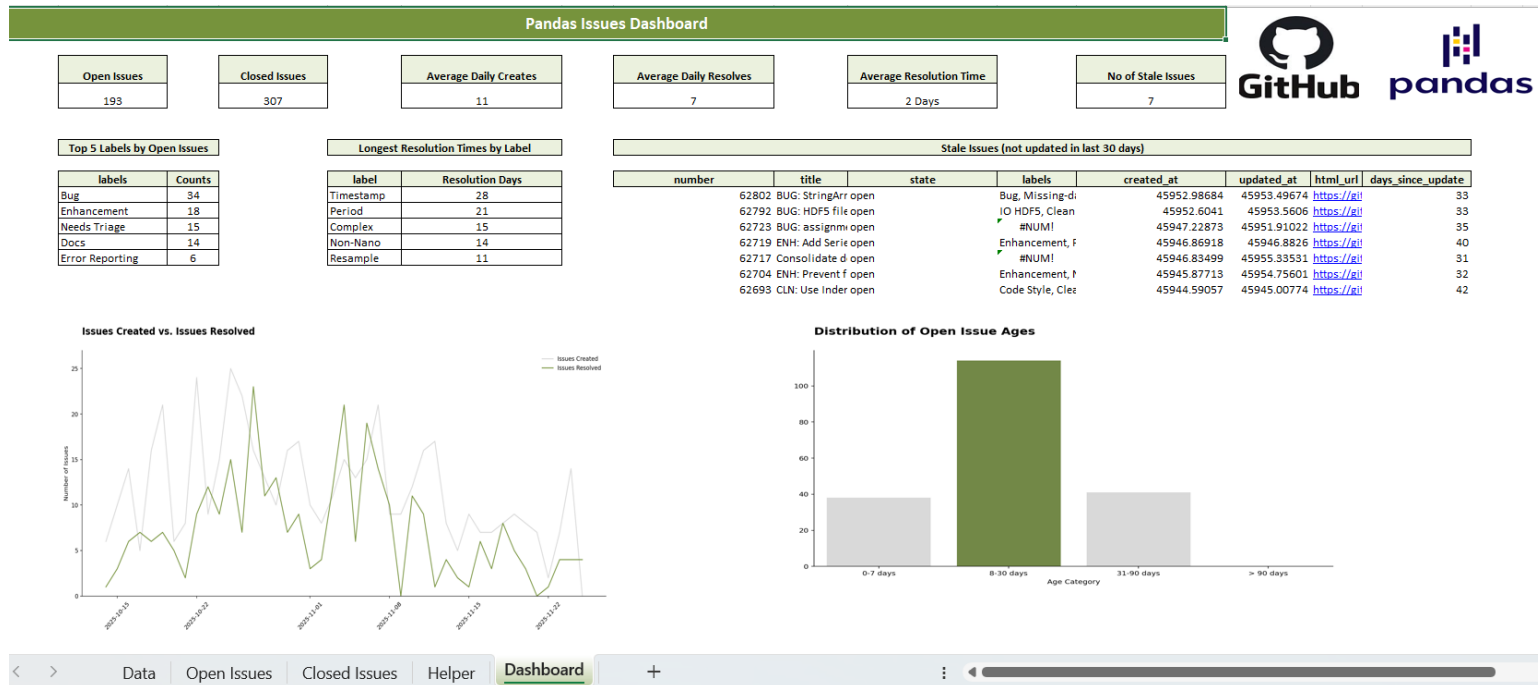 Pandas Issues Dashboard
GitHub
pandas
Open Issues Closed Issues Average Daily Creates Average Daily Resolves Average Resolution Time No of Stale Issues
193 307 11 7 2 Days 7
Top 5 Labels by Open Issues
labels Counts
Bug 34
Enhancement 18
Needs Triage 15
Docs 14
Error Reporting 6
Longest Resolution Times by Label
label Resolution Days
Timestamp 28
Period 21
Complex 15
Non-Nano 14
Resample 11
Stale Issues (not updated in last 30 days)
number title state labels created_at updated_at html_url days_since_update
62802 BUG: StringArr open Bug, Missing-da 45952.98684 45953.49674 https://git 33
62792 BUG: HDF5 file open IO HDF5, Clean 45952.6041 45953.5606 https://git 33
62723 BUG: assignme open #NUM! 45947.22873 45951.91022 https://git 35
62719 ENH: Add Serie open Enhancement, F 45946.86918 45946.8826 https://git 40
62717 Consolidate d open #NUM! 45946.83499 45955.33531 https://git 31
62704 ENH: Prevent f open Enhancement, N 45945.87713 45954.75601 https://git 32
62693 CLN: Use Inder open Code Style, Clea 45944.59057 45945.00774 https://git 42
Issues Created vs. Issues Resolved
Issues Created
Issues Resolved
Number of Issues
25
20
15
10
5
0
2025-10-15 2025-10-22 2025-11-01 2025-11-08 2025-11-15 2025-11-22
Distribution of Open Issue Ages
100
80
60
40
20
0
0-7 days 8-30 days 31-90 days > 90 days
Age Category
Data Open Issues Closed Issues Helper Dashboard +